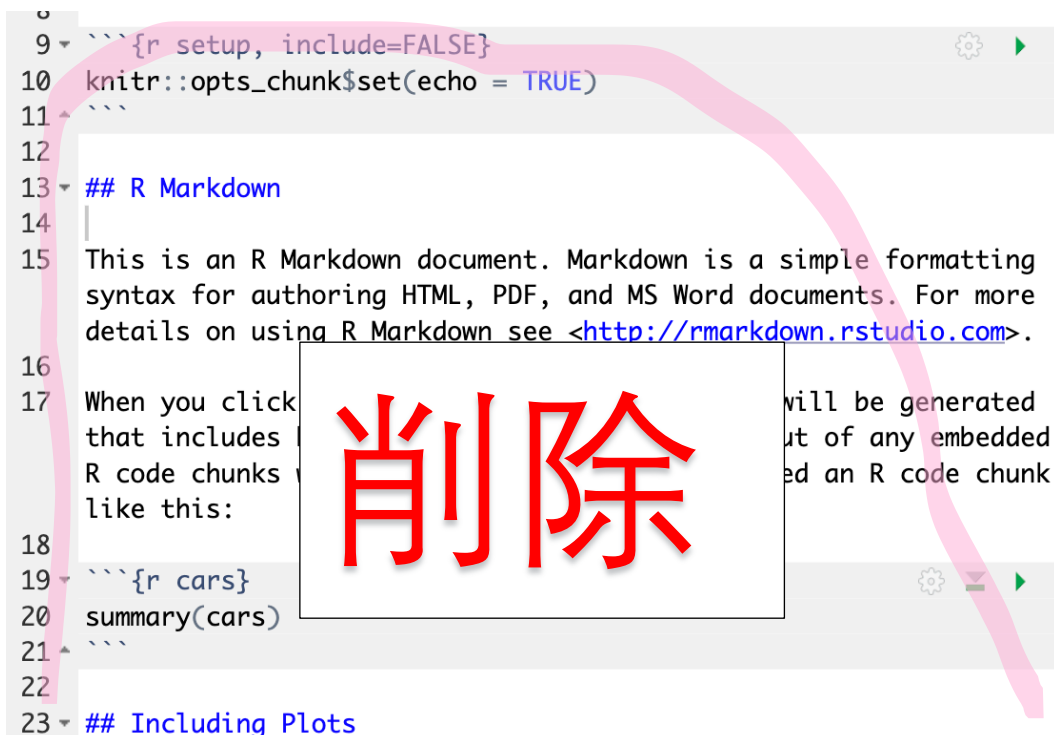 9 ```{r setup, include=FALSE}
10 knitr::opts_chunk$set(echo = TRUE)
11 ```
12
13 ## R Markdown
14
15 This is an R Markdown document. Markdown is a simple formatting
syntax for authoring HTML, PDF, and MS Word documents. For more
details on using R Markdown see <http://rmarkdown.rstudio.com>.
16
17 When you click will be generated
that includes of any embedded
R code chunks an R code chunk
like this:
削除
18
19 ```{r cars}
20 summary(cars)
21 ```
22
23 ## Including Plots